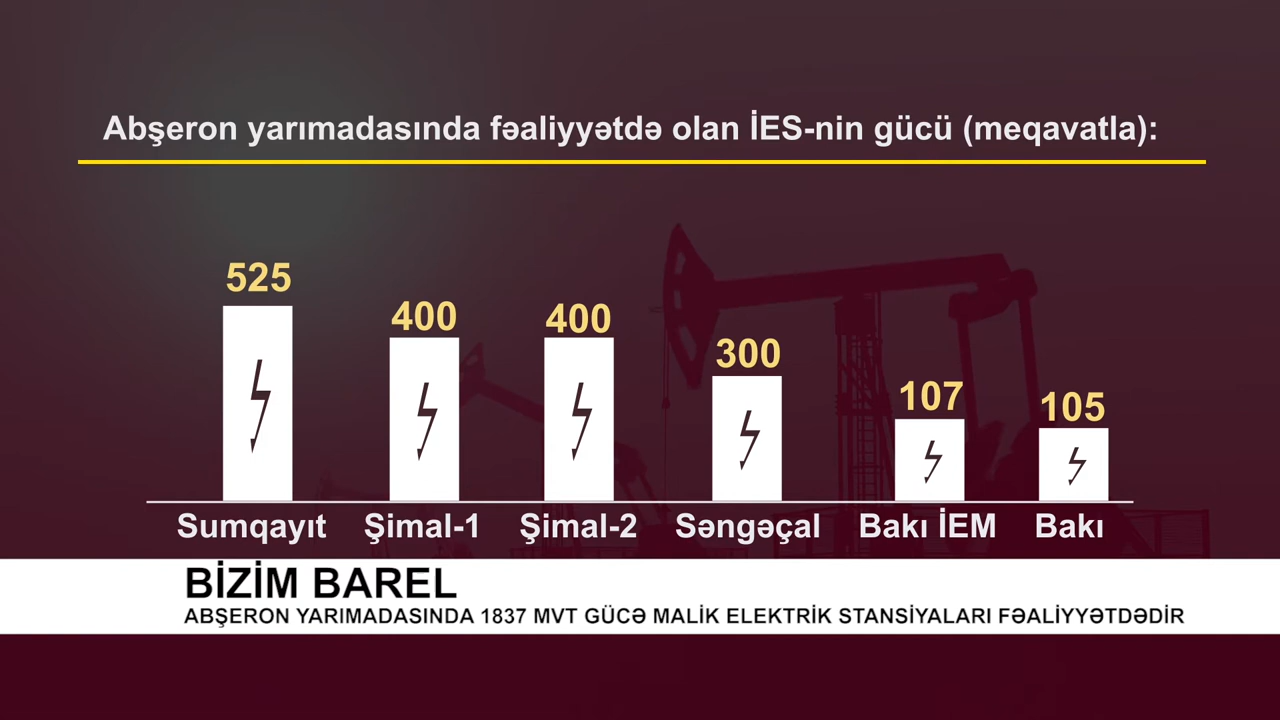 Abşeron yarımadasında fəaliyyətdə olan İES-nin gücü (meqavatla):
525
400
400
300
107
105
Sumqayıt
Şimal-1
Şimal-2
Səngəçal
Bakı İEM
Bakı
BİZİM BAREL
ABŞERON YARIMADASINDA 1837 MVT GÜCƏ MALİK ELEKTRİK STANSİYALARI FƏALİYYƏTDƏDİR